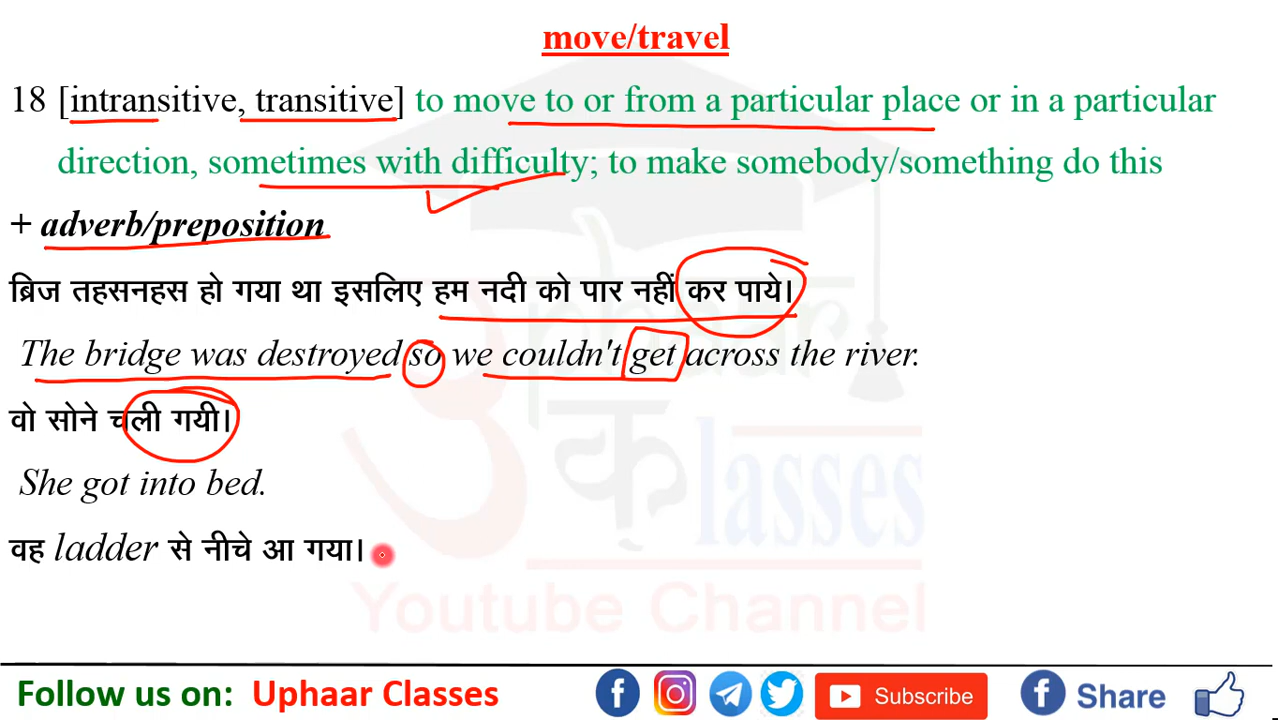 move/travel
18 [intransitive, transitive] to move to or from a particular place or in a particular
direction, sometimes with difficulty; to make somebody/something do this
+ adverb/preposition
ब्रिज तहसनहस हो गया था इसलिए हम नदी को पार नहीं कर पाये।
The bridge was destroyed so we couldn't get across the river.
वो सोने चली गयी।
She got into bed.
वह ladder से नीचे आ गया।
Youtube Channel
Follow us on: Uphaar Classes
Subscribe
Share